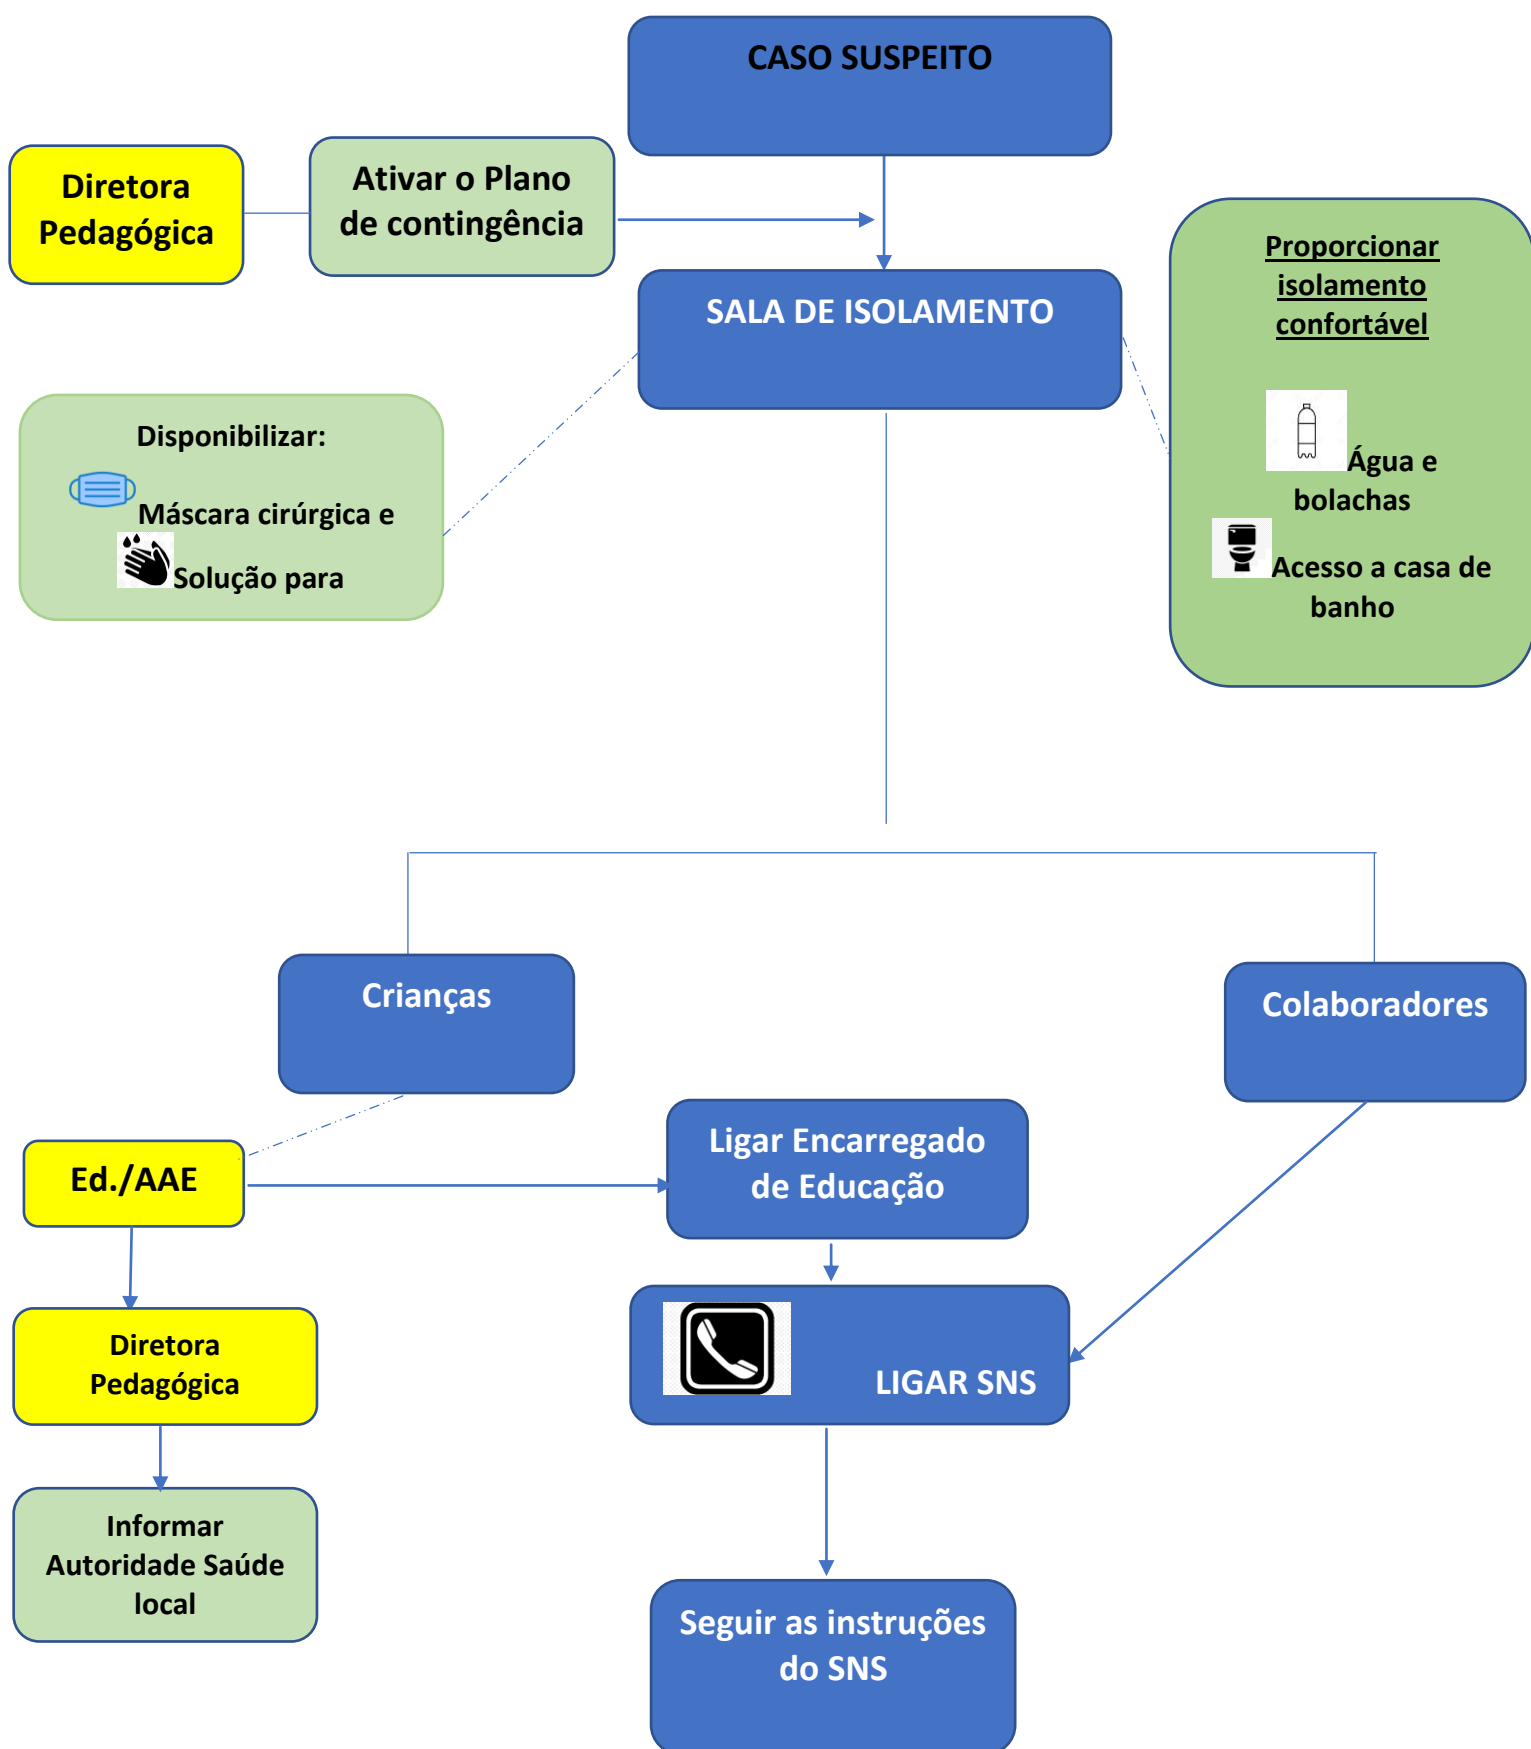 CASO SUSPEITO
Diretora
Pedagógica
Ativar o Plano
de contingência
SALA DE ISOLAMENTO
Proporcionar
isolamento
confortável
Água e
bolachas
Acesso a casa de
banho
Disponibilizar:
Máscara cirúrgica e
Solução para
Crianças
Colaboradores
Ed./AAE
Ligar Encarregado
de Educação
Diretora
Pedagógica
LIGAR SNS
Informar
Autoridade Saúde
local
Seguir as instruções
do SNS